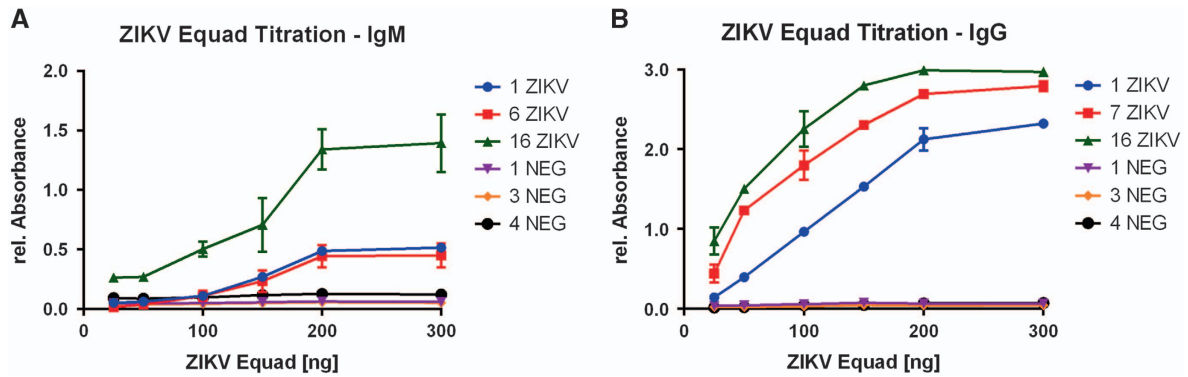 A
ZIKV Equad Titration - IgM
rel. Absorbance
2.0
1.5
1.0
0.5
0.0
0
100
200
300
ZIKV Equad [ng]
1 ZIKV
6 ZIKV
16 ZIKV
1 NEG
3 NEG
4 NEG
B
ZIKV Equad Titration - IgG
rel. Absorbance
3.0
2.0
1.0
0.0
0
100
200
300
ZIKV Equad [ng]
1 ZIKV
7 ZIKV
16 ZIKV
1 NEG
3 NEG
4 NEG